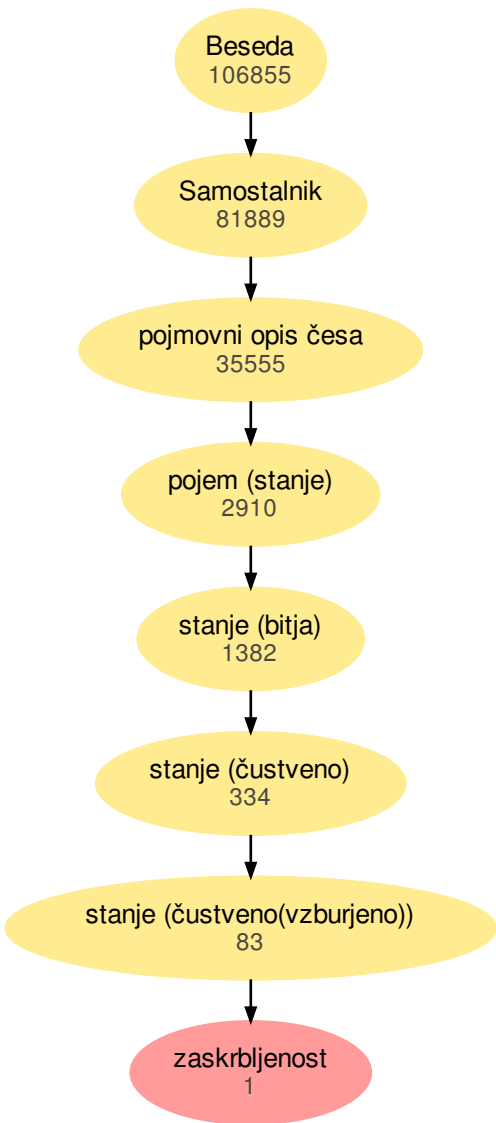 Beseda
106855
Samostalnik
81889
pojmovni opis česa
35555
pojem (stanje)
2910
stanje (bitja)
1382
stanje (čustveno)
334
stanje (čustveno(vzburjeno))
83
zaskrbljenost
1